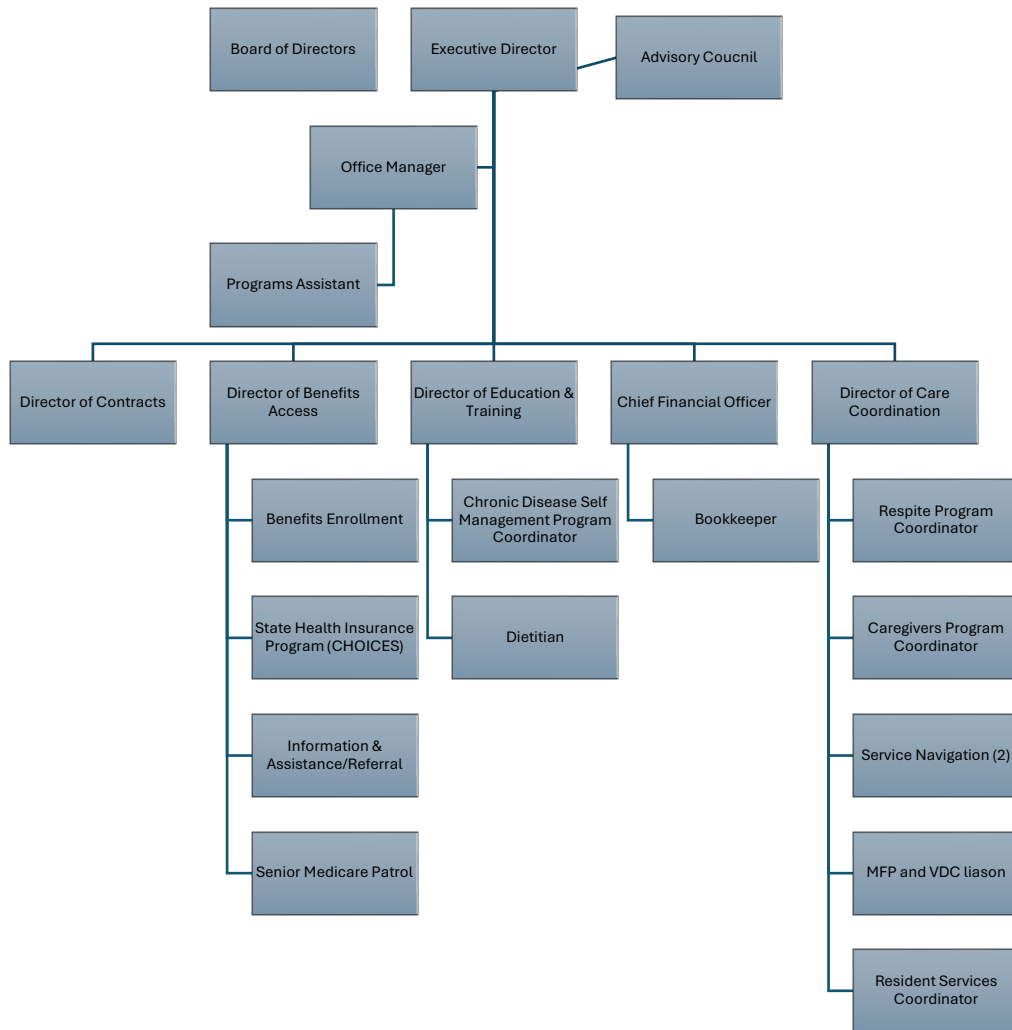 Board of Directors
Executive Director
Advisory Coucnil
Office Manager
Programs Assistant
Director of Contracts
Director of Benefits
Access
Director of Education &
Training
Chief Financial Officer
Director of Care
Coordination
Benefits Enrollment
State Health Insurance
Program (CHOICES)
Information &
Assistance/Referral
Senior Medicare Patrol
Chronic Disease Self
Management Program
Coordinator
Dietitian
Bookkeeper
Respite Program
Coordinator
Caregivers Program
Coordinator
Service Navigation (2)
MFP and VDC liason
Resident Services
Coordinator